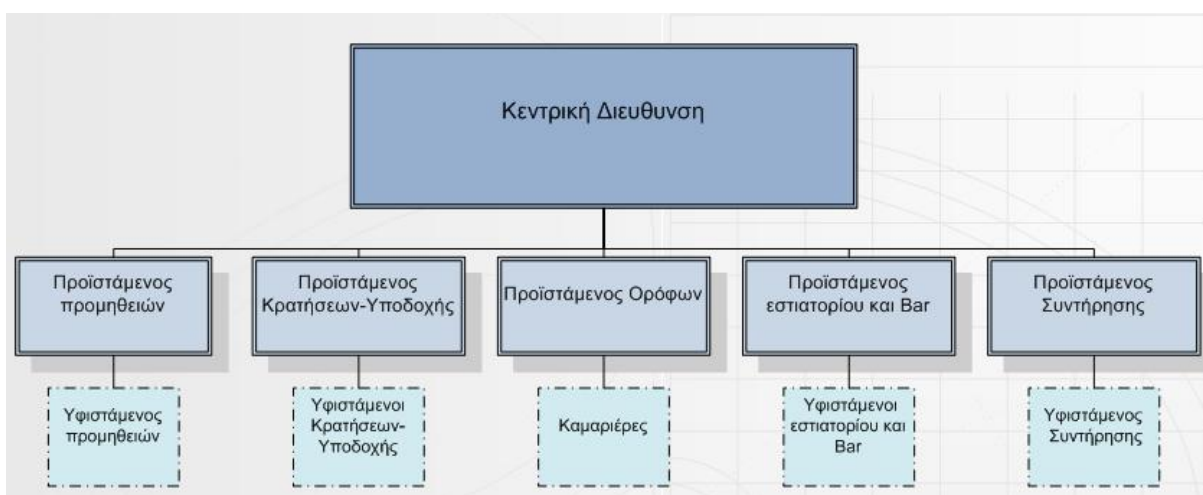 Κεντρική Διευθυνση
Προϊστάμενος
προμηθειών
Προϊστάμενος
Κρατήσεων-Υποδοχής
Προϊστάμενος Ορόφων
Προϊστάμενος
εστιατορίου και Bar
Προϊστάμενος
Συντήρησης
Υφιστάμενος
προμηθειών
Υφιστάμενοι
Κρατήσεων-
Υποδοχής
Καμαριέρες
Υφιστάμενοι
εστιατορίου και
Bar
Υφιστάμενος
Συντήρησης